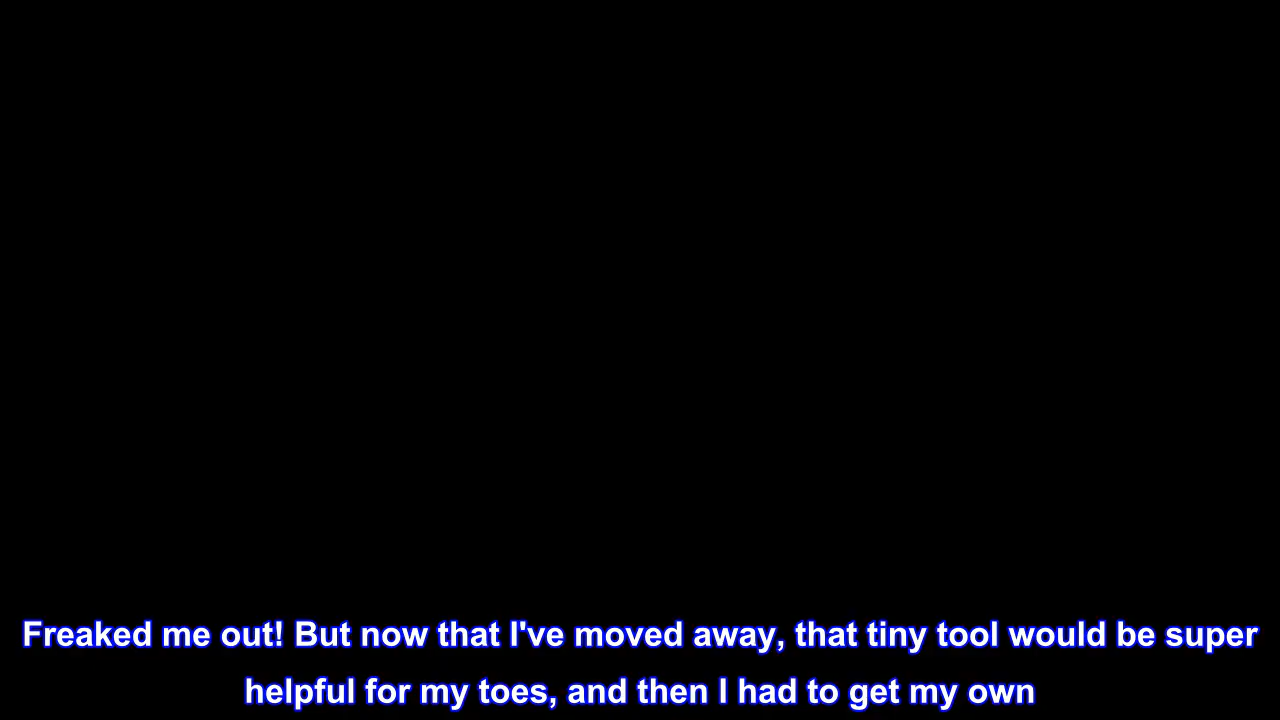 Freaked me out! But now that I've moved away, that tiny tool would be super
helpful for my toes, and then I had to get my own